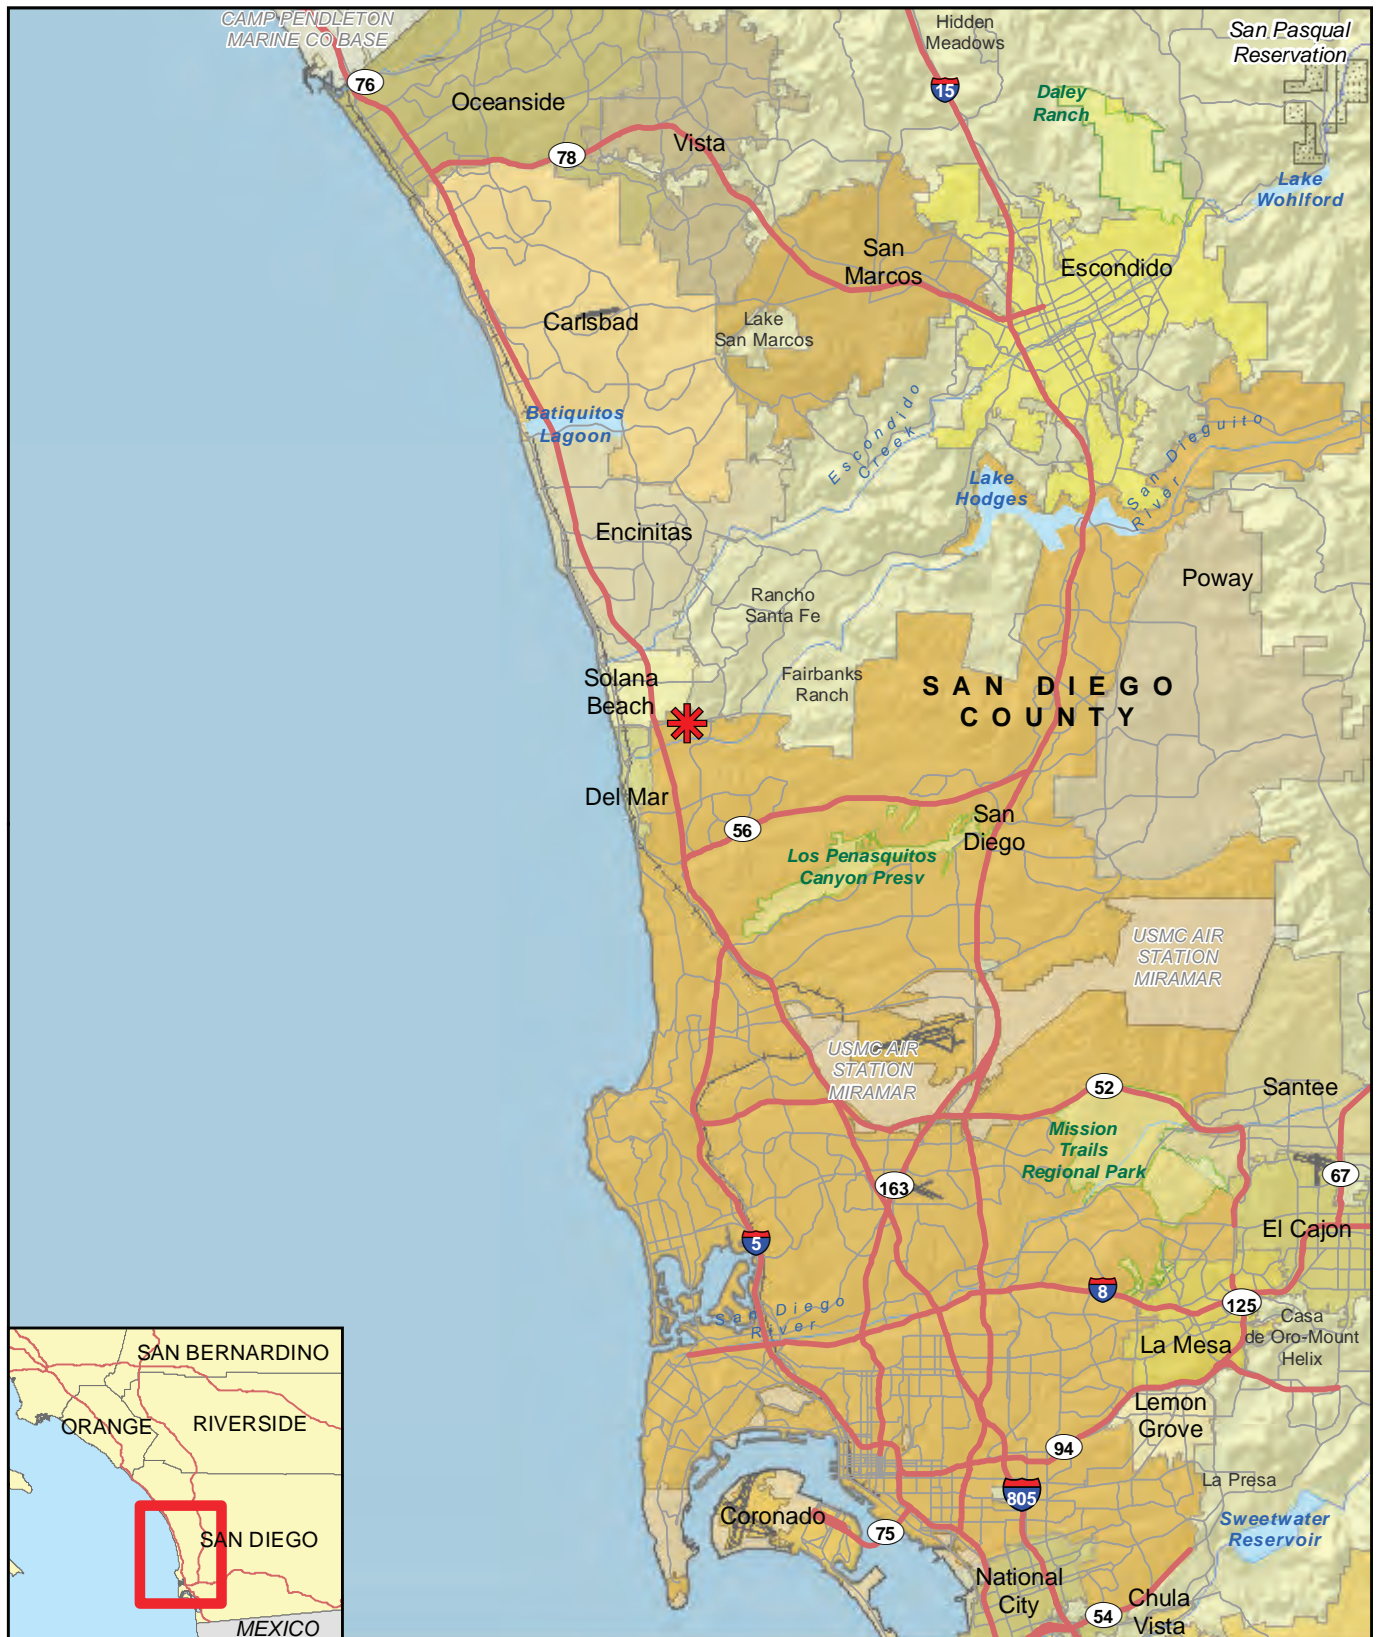 CAMP PENDLETON
MARINE CO BASE
Hidden
Meadows
San Pasqual
Reservation
76
15
Daley
Ranch
Oceanside
78
Vista
Lake
Wohlford
San
Marcos
Escondido
Carlsbad
Lake
San Marcos
Batiquitos
Lagoon
Escondido
Creek
San Dieguito
River
Lake
Hodges
Encinitas
Poway
Rancho
Santa Fe
Solana
Beach
Fairbanks
Ranch
SAN DIEGO
COUNTY
Del Mar
56
San
Diego
Los Penasquitos
Canyon Presv
USMC AIR
STATION
MIRAMAR
USMC AIR
STATION
MIRAMAR
52
Santee
Mission
Trails
Regional Park
163
67
El Cajon
5
8
125
San Diego
River
Casa
de Oro-Mount
Helix
La Mesa
Lemon
Grove
94
La Presa
805
Coronado
75
Sweetwater
Reservoir
National
City
54
Chula
Vista
SAN BERNARDINO
ORANGE
RIVERSIDE
SAN DIEGO
MEXICO